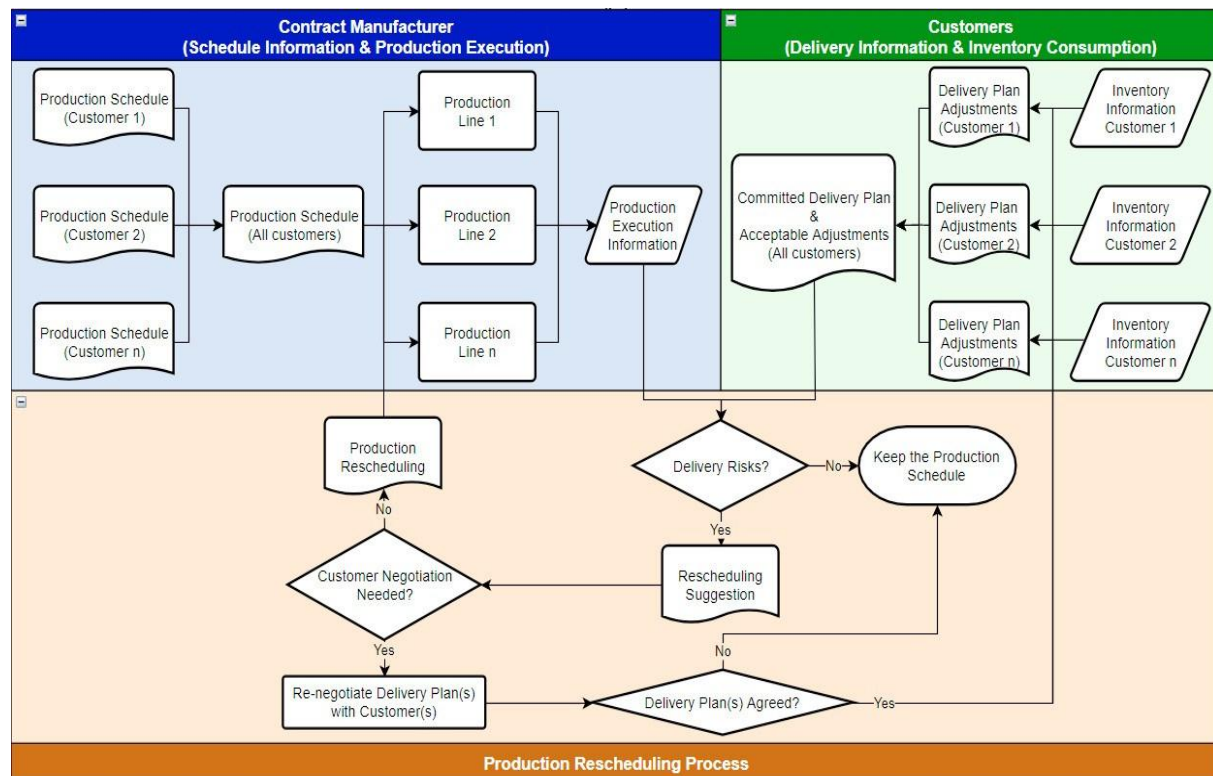 Contract Manufacturer
(Schedule Information & Production Execution)
Customers
(Delivery Information & Inventory Consumption)
Production Schedule
(Customer 1)
Production Schedule
(Customer 2)
Production Schedule
(Customer n)
Production Schedule
(All customers)
Production
Line 1
Production
Line 2
Production
Line n
Production
Execution
Information
Committed Delivery Plan
&
Acceptable Adjustments
(All customers)
Delivery Plan
Adjustments
(Customer 1)
Delivery Plan
Adjustments
(Customer 2)
Delivery Plan
Adjustments
(Customer n)
Inventory
Information
Customer 1
Inventory
Information
Customer 2
Inventory
Information
Customer n
Production
Rescheduling
Delivery Risks?
No
Keep the Production
Schedule
No
Yes
Customer Negotiation
Needed?
Rescheduling
Suggestion
Yes
No
Re-negotiate Delivery Plan(s)
with Customer(s)
Delivery Plan(s) Agreed?
Yes
Production Rescheduling Process